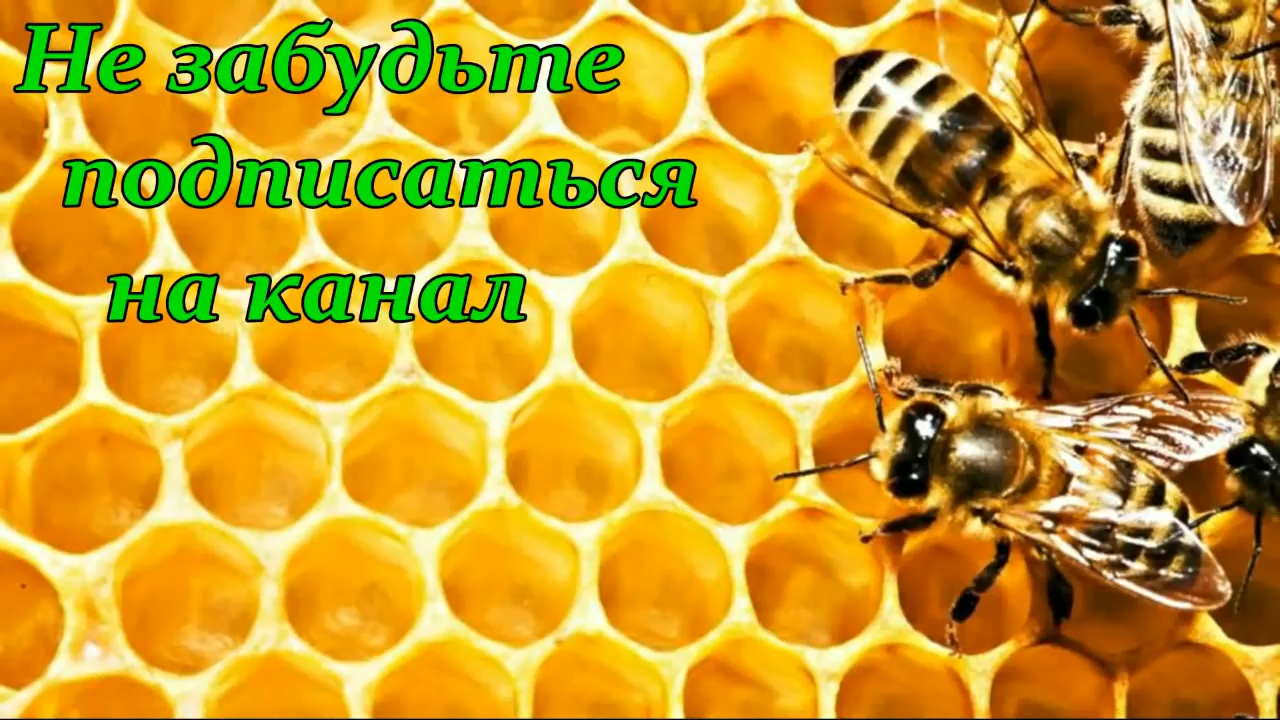 Не забудьте
подписаться
на канал